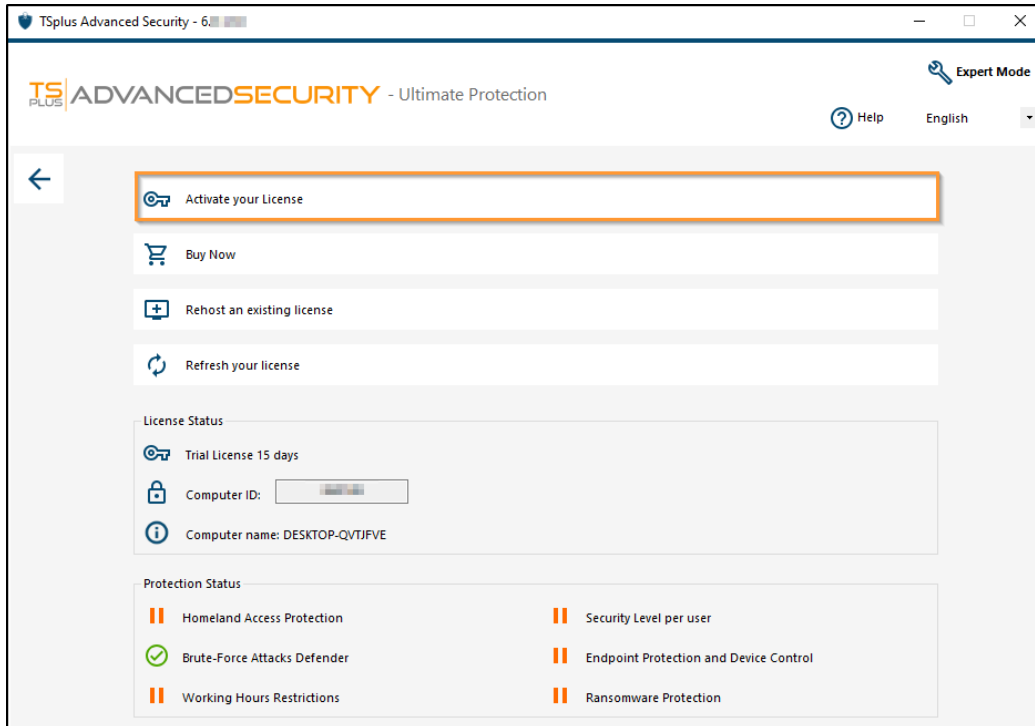 TSplus Advanced Security - 6.
Expert Mode
TS PLUS ADVANCEDSECURITY - Ultimate Protection
Help
English
Activate your License
Buy Now
Rehost an existing license
Refresh your license
License Status
Trial License 15 days
Computer ID:
Computer name: DESKTOP-QVTJFVE
Protection Status
Homeland Access Protection
Security Level per user
Brute-Force Attacks Defender
Endpoint Protection and Device Control
Working Hours Restrictions
Ransomware Protection